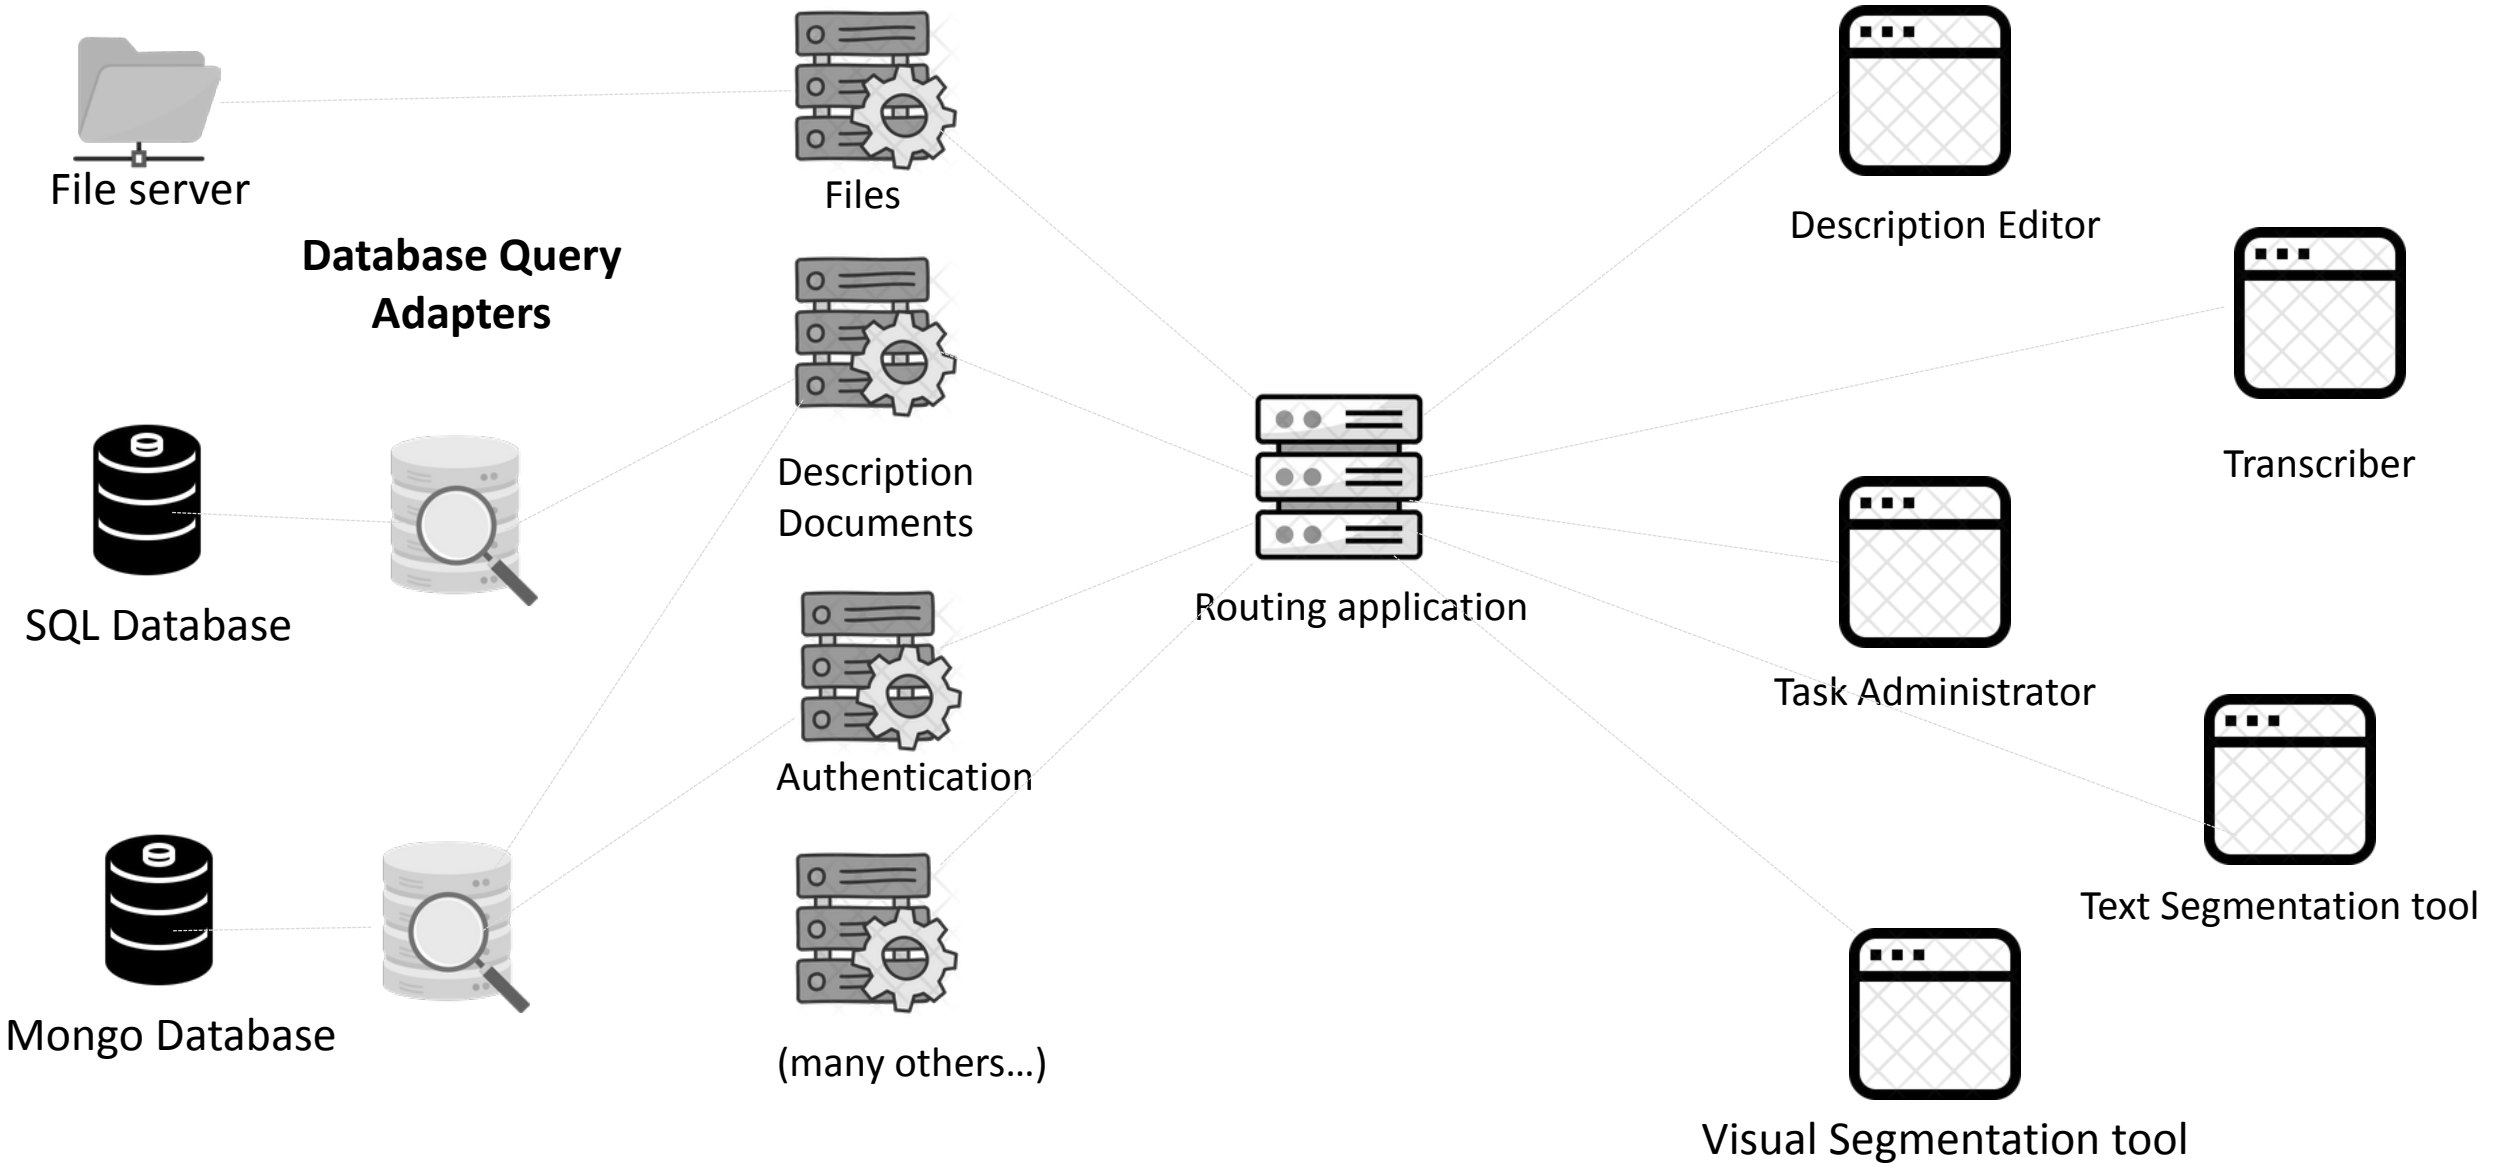 File server
Files
Database Query
Adapters
Description Editor
Description
Documents
Transcriber
SQL Database
Routing application
Task Administrator
Authentication
Text Segmentation tool
Mongo Database
(many others...)
Visual Segmentation tool